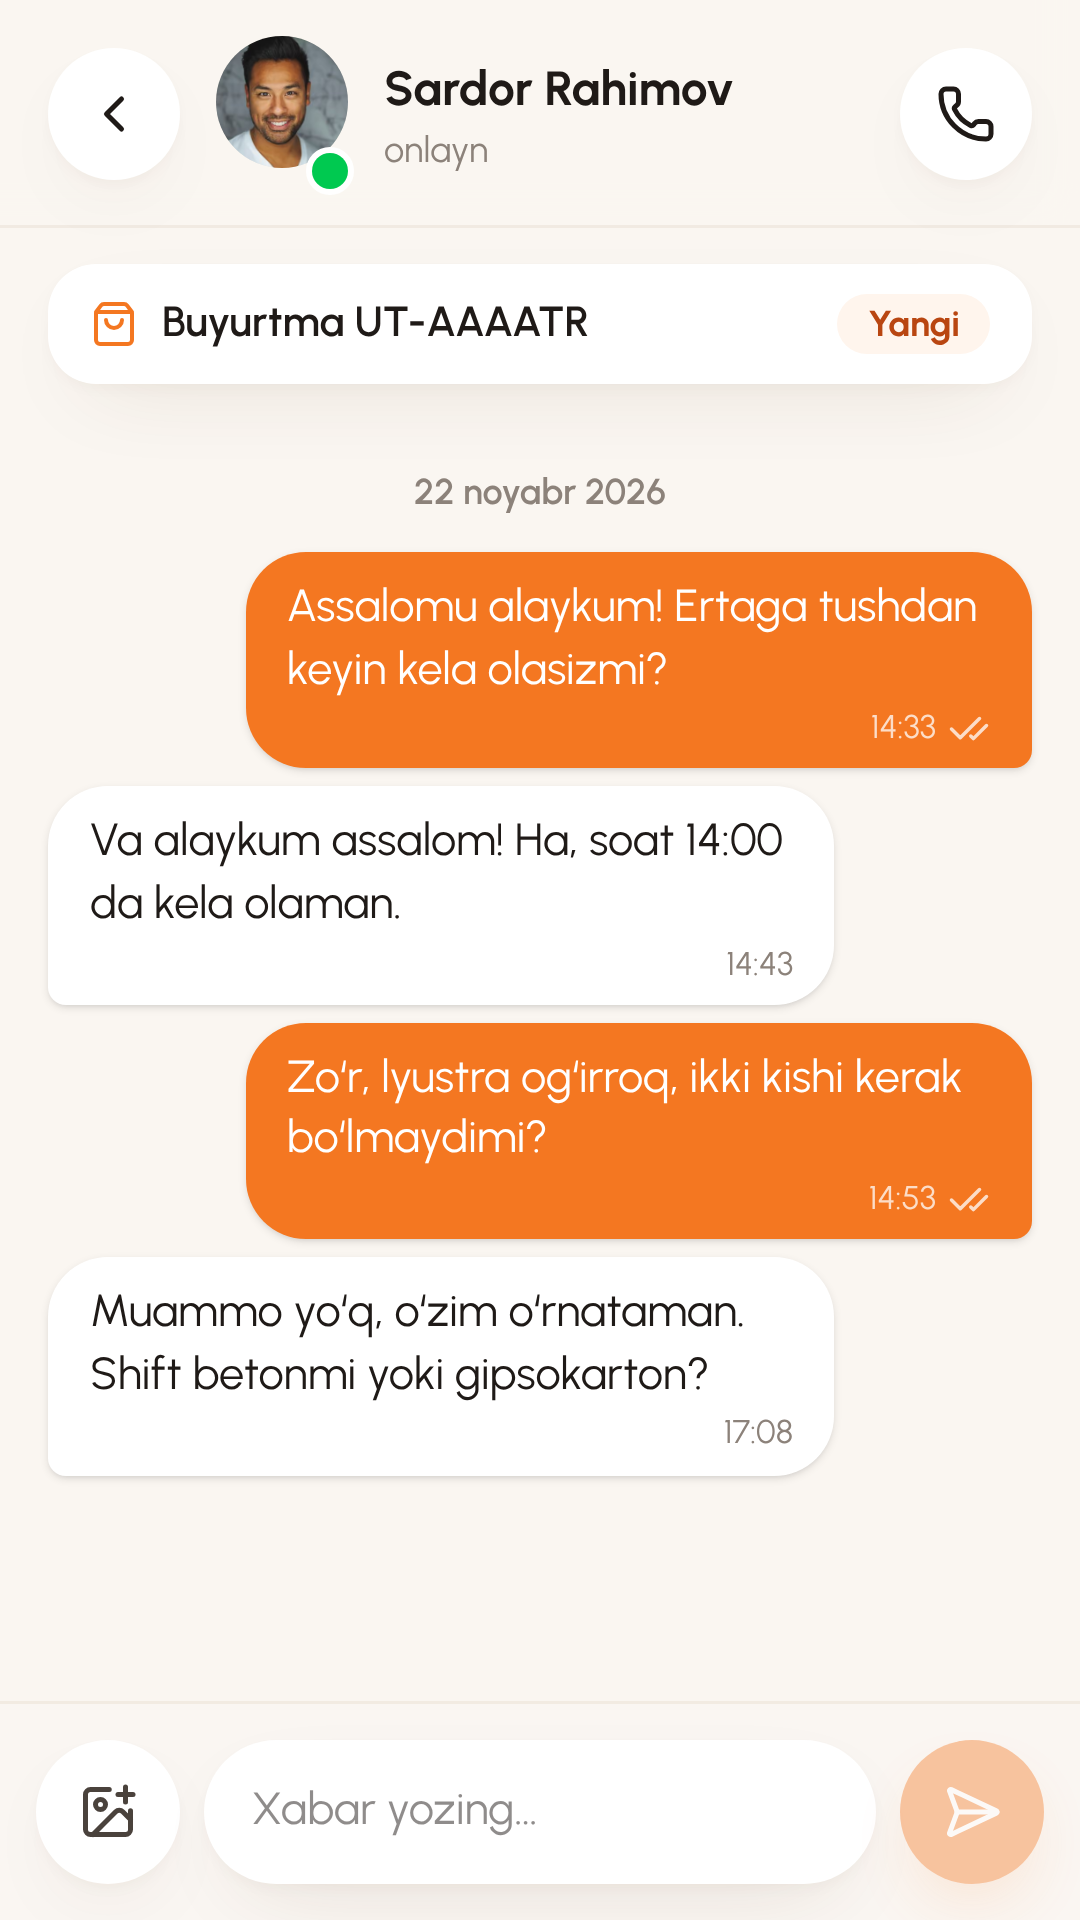 Sardor Rahimov
onlayn
Buyurtma UT-AAAATR
Yangi
22 noyabr 2026
Assalomu alaykum! Ertaga tushdan
keyin kela olasizmi?
14:33
Va alaykum assalom! Ha, soat 14:00
da kela olaman.
14:43
Zo‘r, lyustra og‘irroq, ikki kishi kerak
bo‘lmaydimi?
14:53
Muammo yo‘q, o‘zim o‘rnataman.
Shift betonmi yoki gipsokarton?
17:08
Xabar yozing...